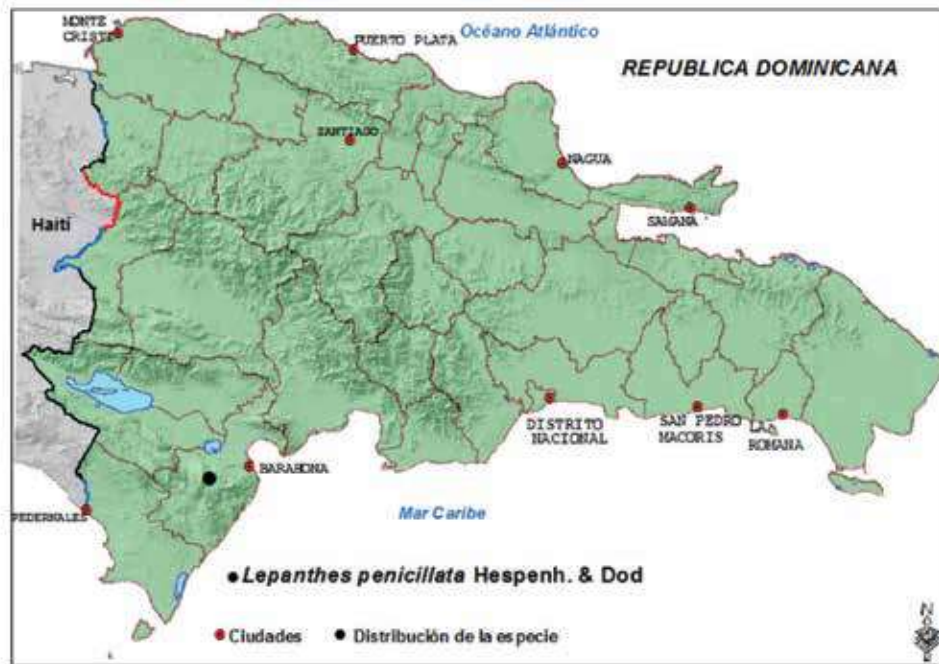 MONTE
CRISTI
PUERTO PLATA
Océano Atlántico
REPUBLICA DOMINICANA
SANTIAGO
NAGUA
SAMANA
Haití
DISTRITO
NACIONAL
SAN PEDRO
MACORIS
LA
ROMANA
BARAHONA
PEDERNALES
Mar Caribe
Lepanthes penicillata Hespenh. & Dod
Ciudades
Distribución de la especie
N